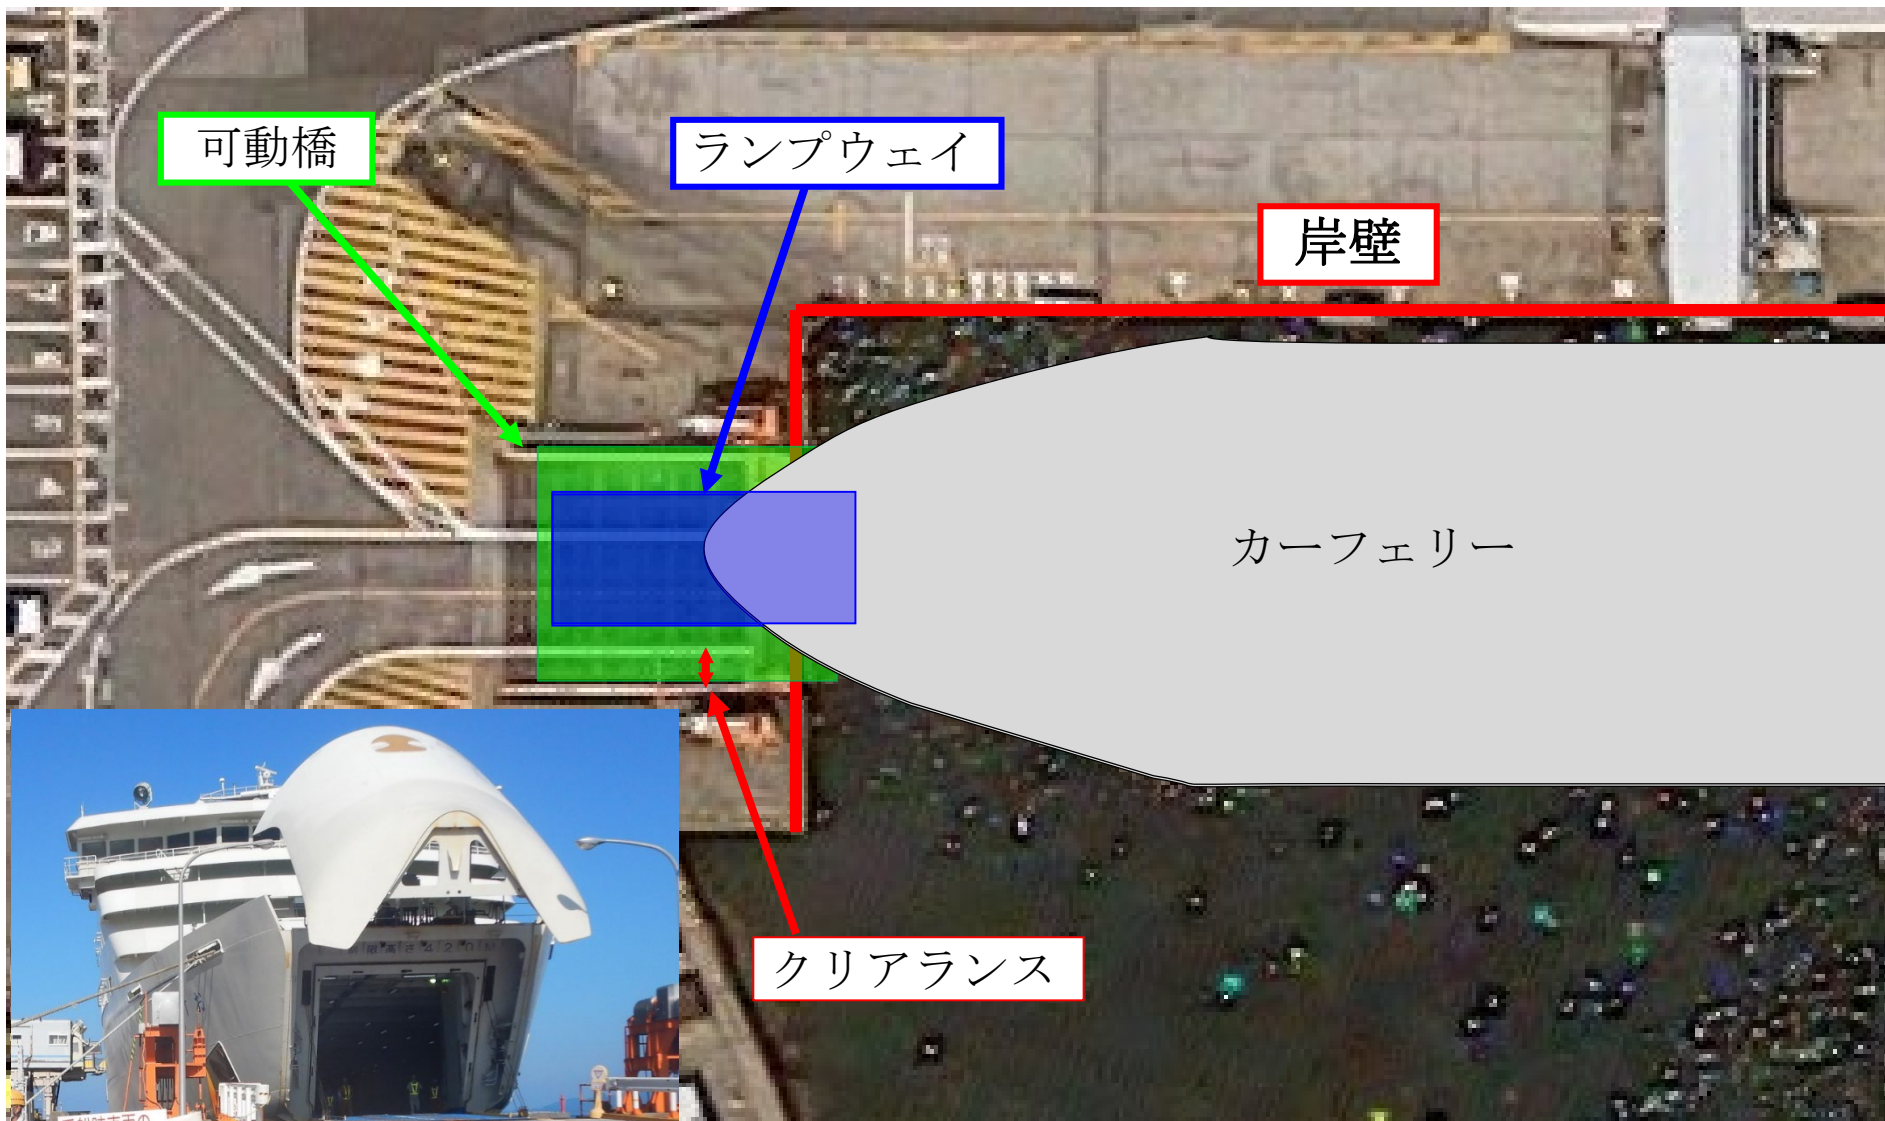 可動橋
ランプウェイ
岸壁
カーフェリー
クリアランス